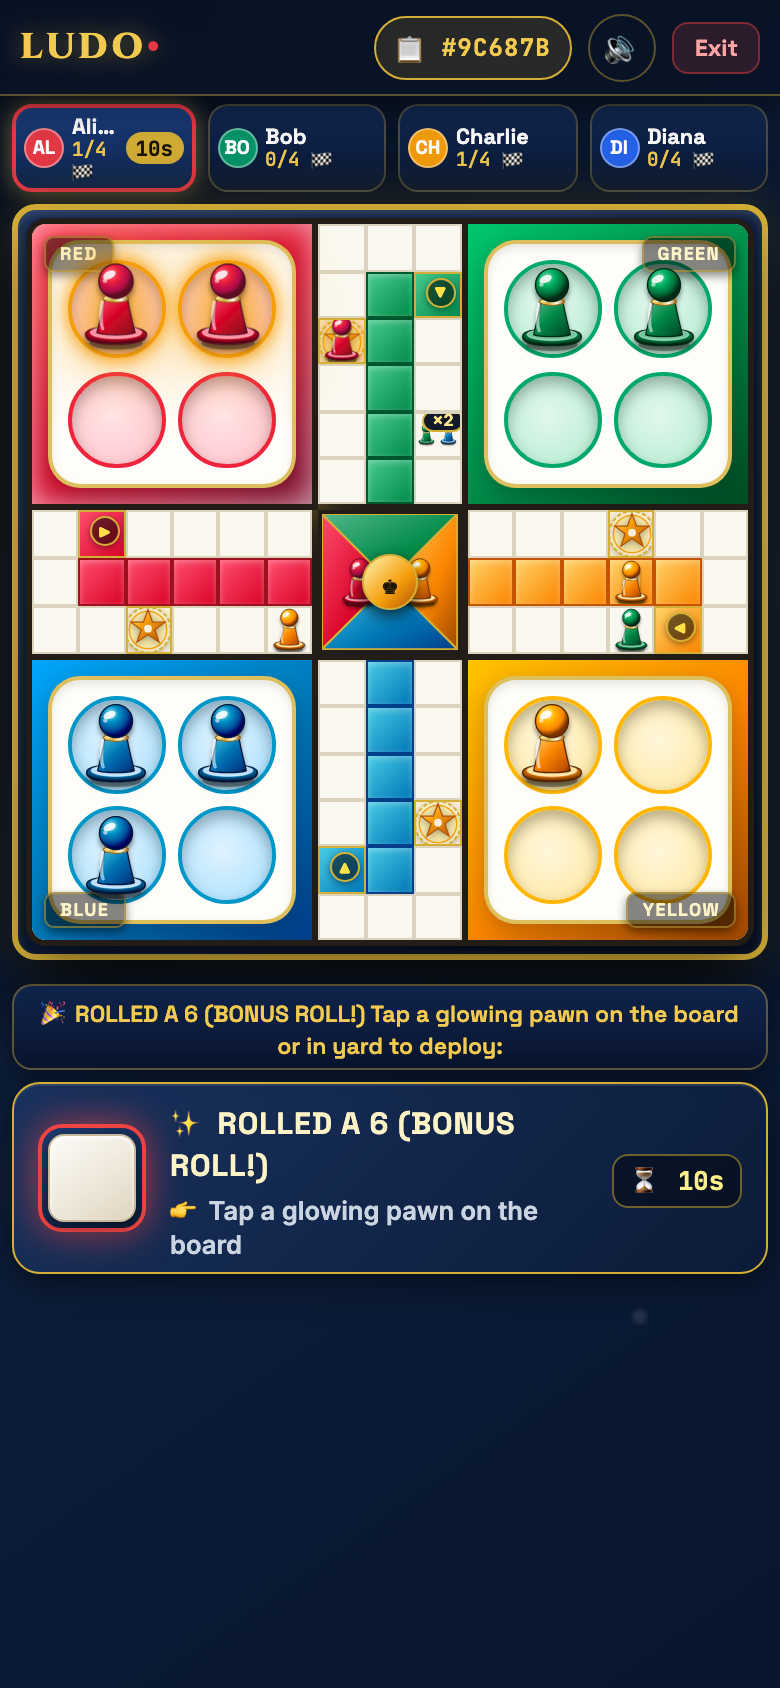 LUDO
📋 #9C687B
🔊
Exit
AL Ali... 1/4 🏁 10s
BO Bob 0/4 🏁
CH Charlie 1/4 🏁
DI Diana 0/4 🏁
RED
GREEN
×2
BLUE
YELLOW
🎉 ROLLED A 6 (BONUS ROLL!) Tap a glowing pawn on the board
or in yard to deploy:
✨ ROLLED A 6 (BONUS
ROLL!)
⏳ 10s
👉 Tap a glowing pawn on the
board